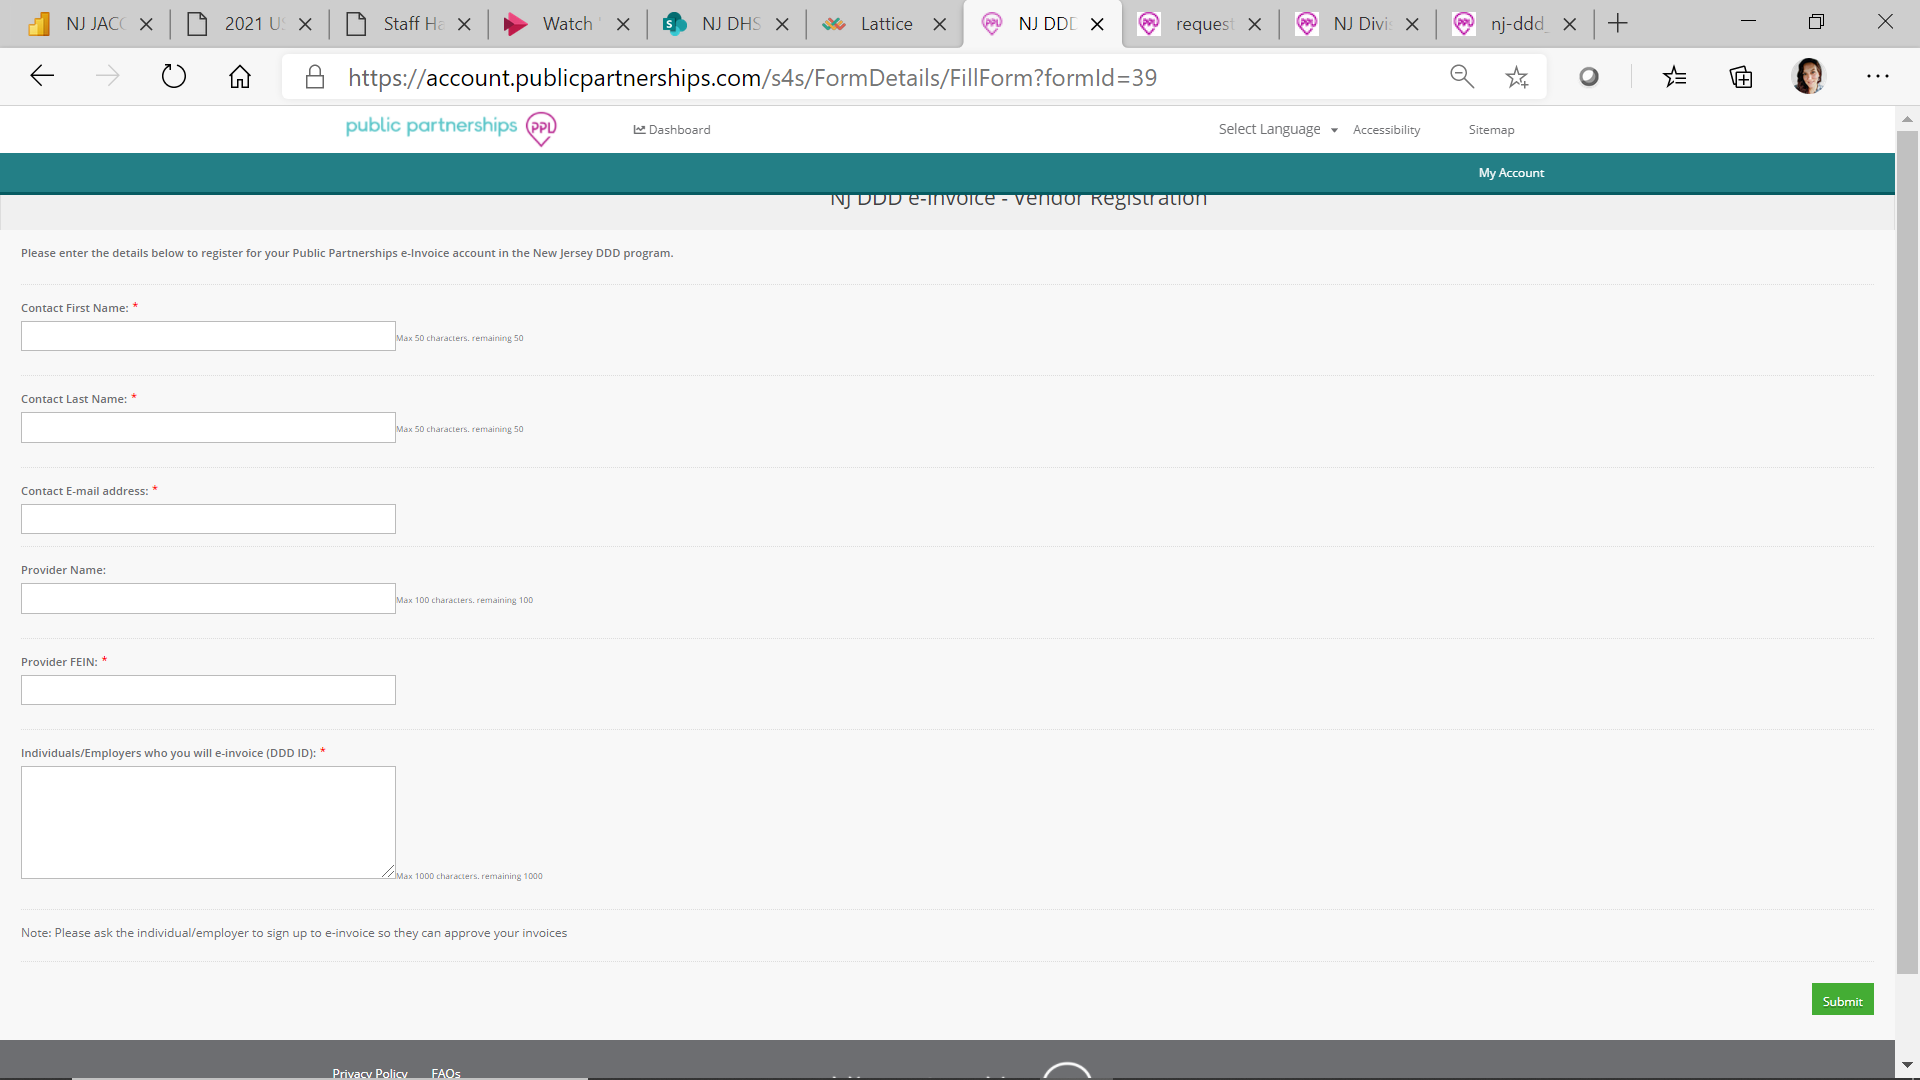 NJ JACC
2021 U
Staff Ha
Watch
NJ DHS
Lattice
NJ DDD
request
NJ Divi
nj-ddd_
https://account.publicpartnerships.com/s4s/FormDetails/FillForm?formId=39
public partnerships PPL
Dashboard
Select Language
Accessibility
Sitemap
My Account
NJ DDD e-Invoice - Vendor Registration
Please enter the details below to register for your Public Partnerships e-Invoice account in the New Jersey DDD program.
Contact First Name: *
Max 50 characters. remaining 50
Contact Last Name: *
Max 50 characters. remaining 50
Contact E-mail address: *
Provider Name:
Max 100 characters. remaining 100
Provider FEIN: *
Individuals/Employers who you will e-invoice (DDD ID): *
Max 1000 characters. remaining 1000
Note: Please ask the individual/employer to sign up to e-invoice so they can approve your invoices
Submit
Privacy Policy
FAQs